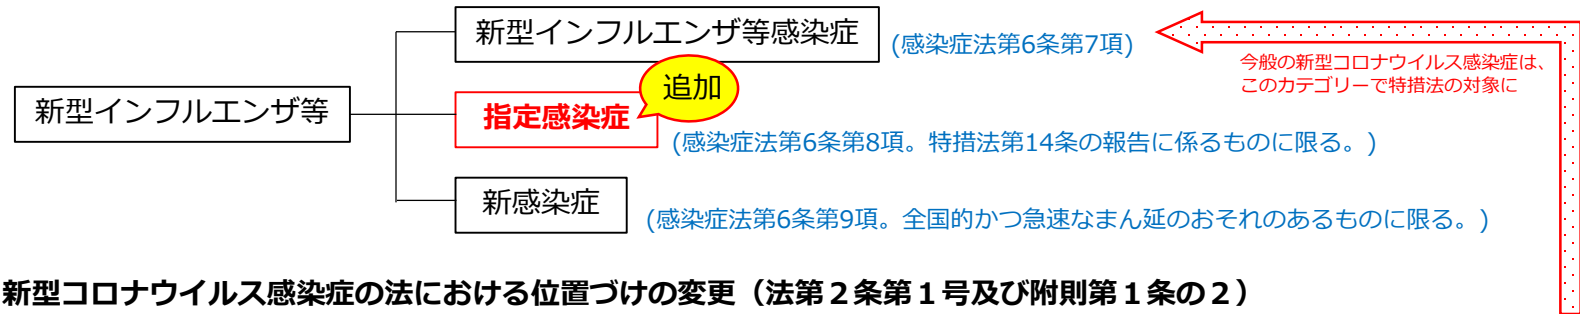 新型インフルエンザ等感染症
(感染症法第6条第7項)
今般の新型コロナウイルス感染症は、
このカテゴリーで特措法の対象に
追加
新型インフルエンザ等
指定感染症
(感染症法第6条第8項。特措法第14条の報告に係るものに限る。)
新感染症
(感染症法第6条第9項。全国的かつ急速なまん延のおそれのあるものに限る。)
新型コロナウイルス感染症の法における位置づけの変更（法第２条第１号及び附則第１条の２）